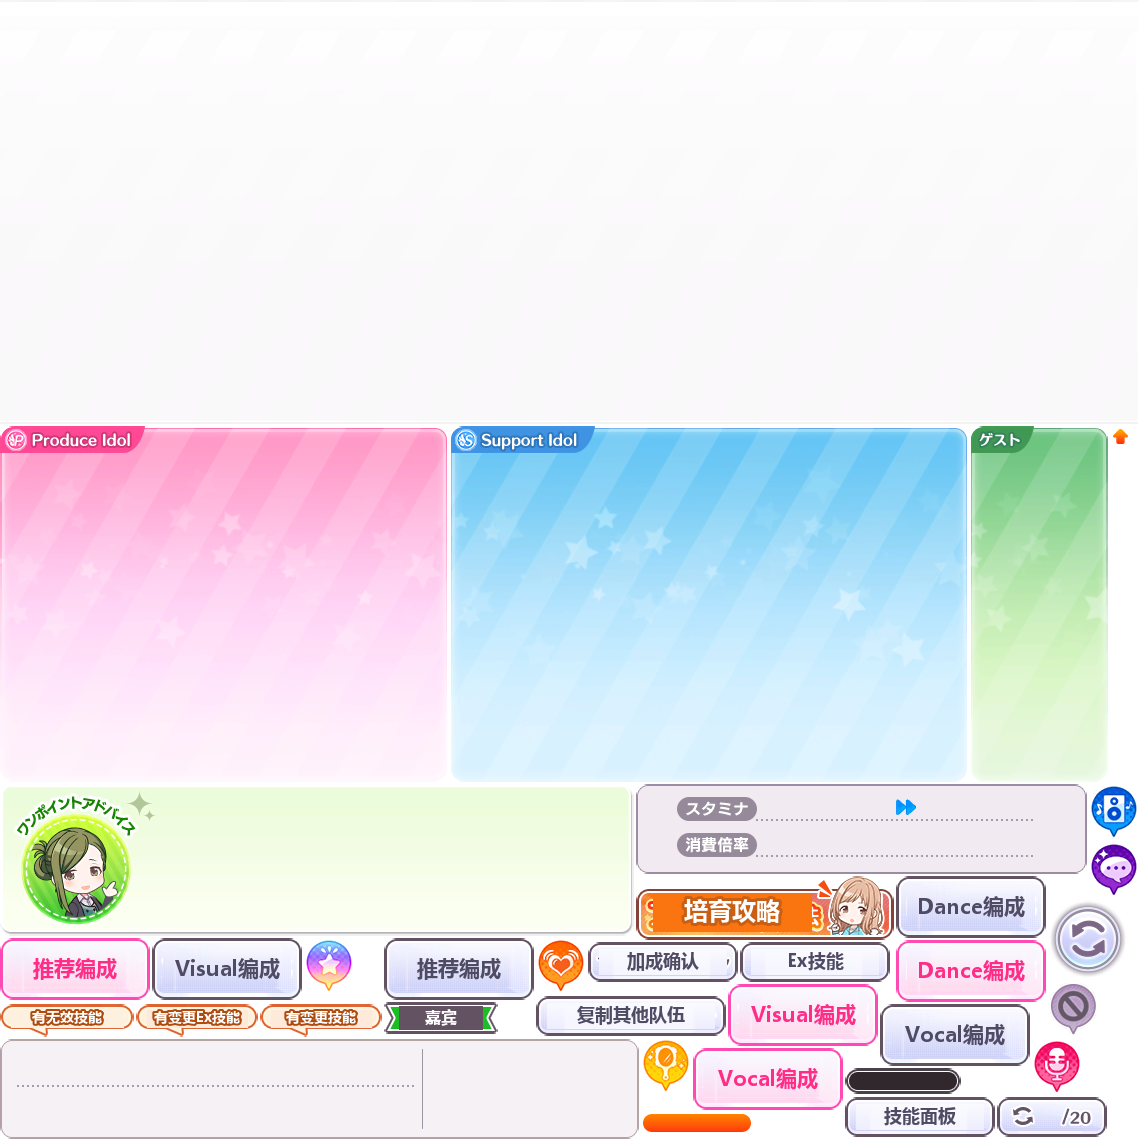 Produce Idol
Support Idol
ゲスト
ワンポイントアドバイス
スタミナ
消費倍率
培育攻略
Dance编成
推荐编成
Visual编成
推荐编成
加成确认
Ex技能
Dance编成
有无效技能
有变更Ex技能
有变更技能
嘉宾
复制其他队伍
Visual编成
Vocal编成
Vocal编成
技能面板
/20